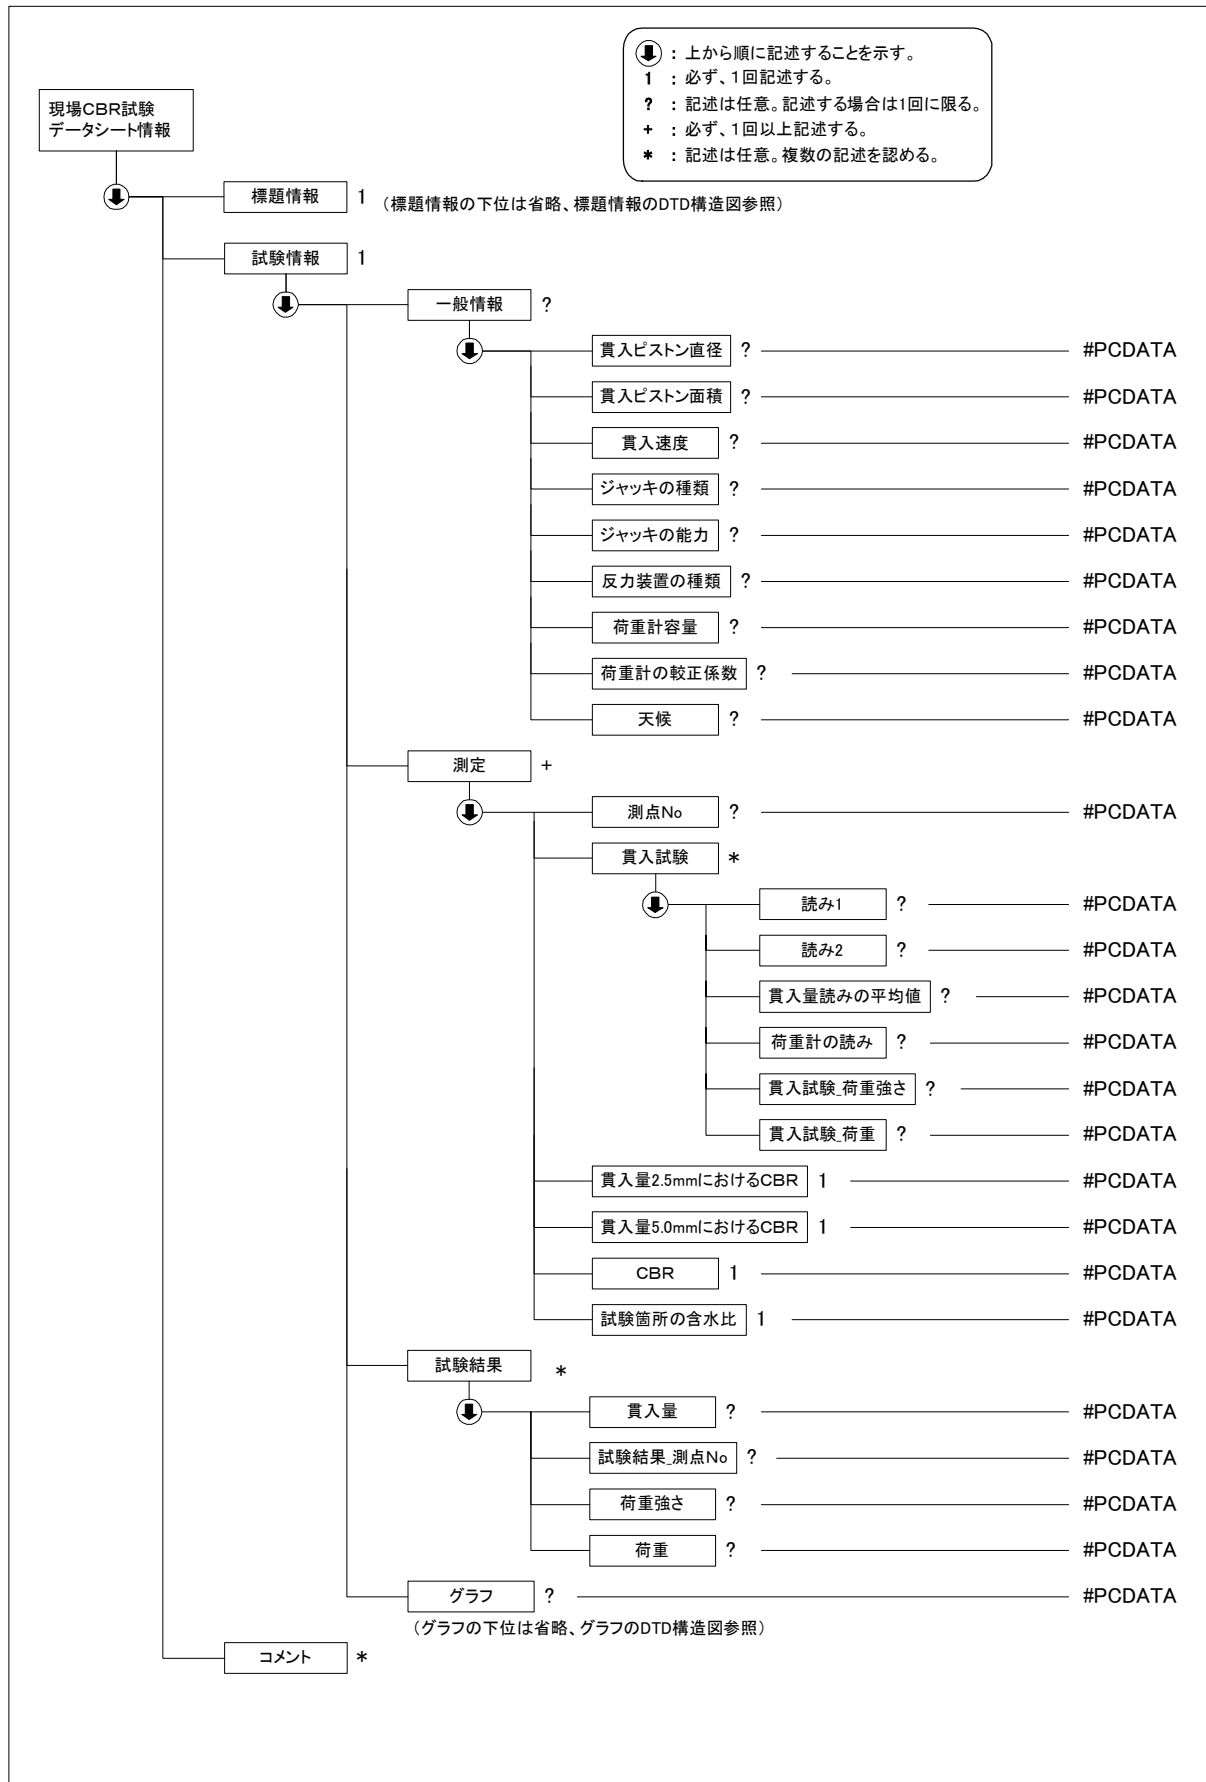 ⬇ : 上から順に記述することを示す。
1 : 必ず、1回記述する。
? : 記述は任意。記述する場合は1回に限る。
+ : 必ず、1回以上記述する。
* : 記述は任意。複数の記述を認める。
現場CBR試験
データシート情報
標題情報 1 (標題情報の下位は省略、標題情報のDTD構造図参照)
試験情報 1
一般情報 ?
貫入ピストン直径 ? #PCDATA
貫入ピストン面積 ? #PCDATA
貫入速度 ? #PCDATA
ジャッキの種類 ? #PCDATA
ジャッキの能力 ? #PCDATA
反力装置の種類 ? #PCDATA
荷重計容量 ? #PCDATA
荷重計の較正係数 ? #PCDATA
天候 ? #PCDATA
測定 +
測点No ? #PCDATA
貫入試験 *
読み1 ? #PCDATA
読み2 ? #PCDATA
貫入量読みの平均値 ? #PCDATA
荷重計の読み ? #PCDATA
貫入試験_荷重強さ ? #PCDATA
貫入試験_荷重 ? #PCDATA
貫入量2.5mmにおけるCBR 1 #PCDATA
貫入量5.0mmにおけるCBR 1 #PCDATA
CBR 1 #PCDATA
試験箇所の含水比 1 #PCDATA
試験結果 *
貫入量 ? #PCDATA
試験結果_測点No ? #PCDATA
荷重強さ ? #PCDATA
荷重 ? #PCDATA
グラフ ? #PCDATA
(グラフの下位は省略、グラフのDTD構造図参照)
コメント *